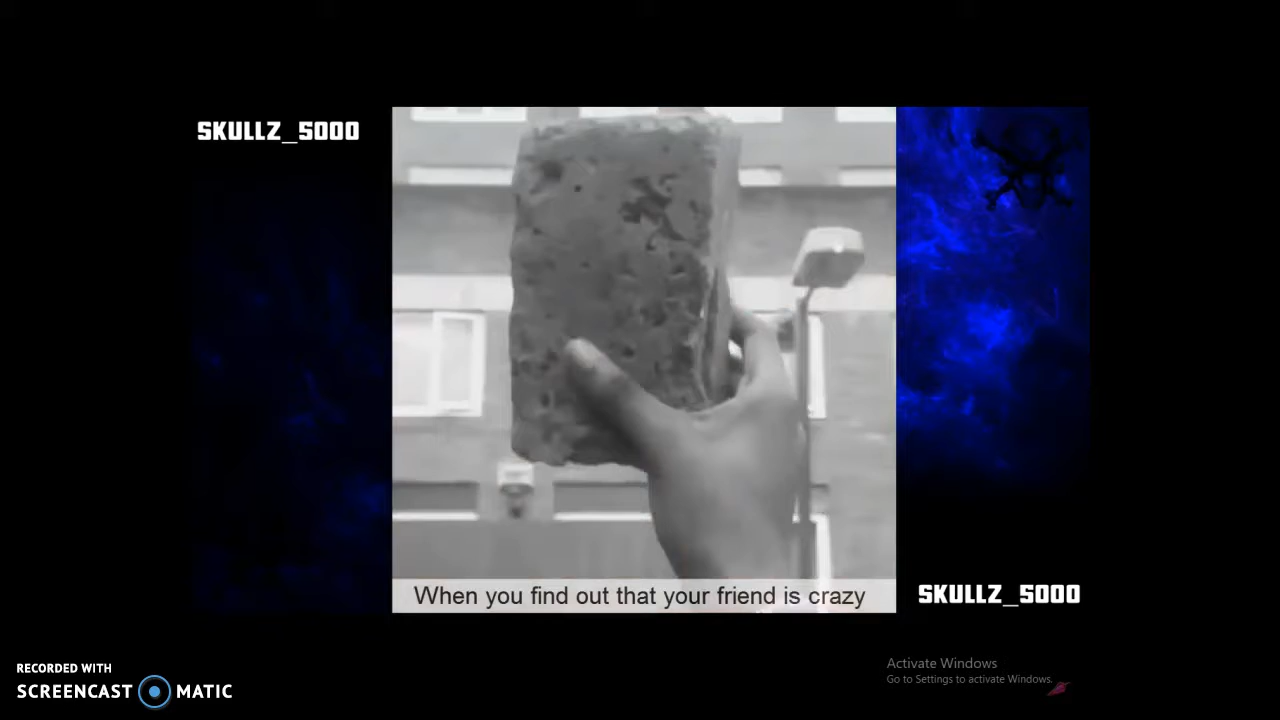 SKULLZ_5000
When you find out that your friend is crazy
SKULLZ_5000
RECORDED WITH
SCREENCAST MATIC
Activate Windows
Go to Settings to activate Windows.